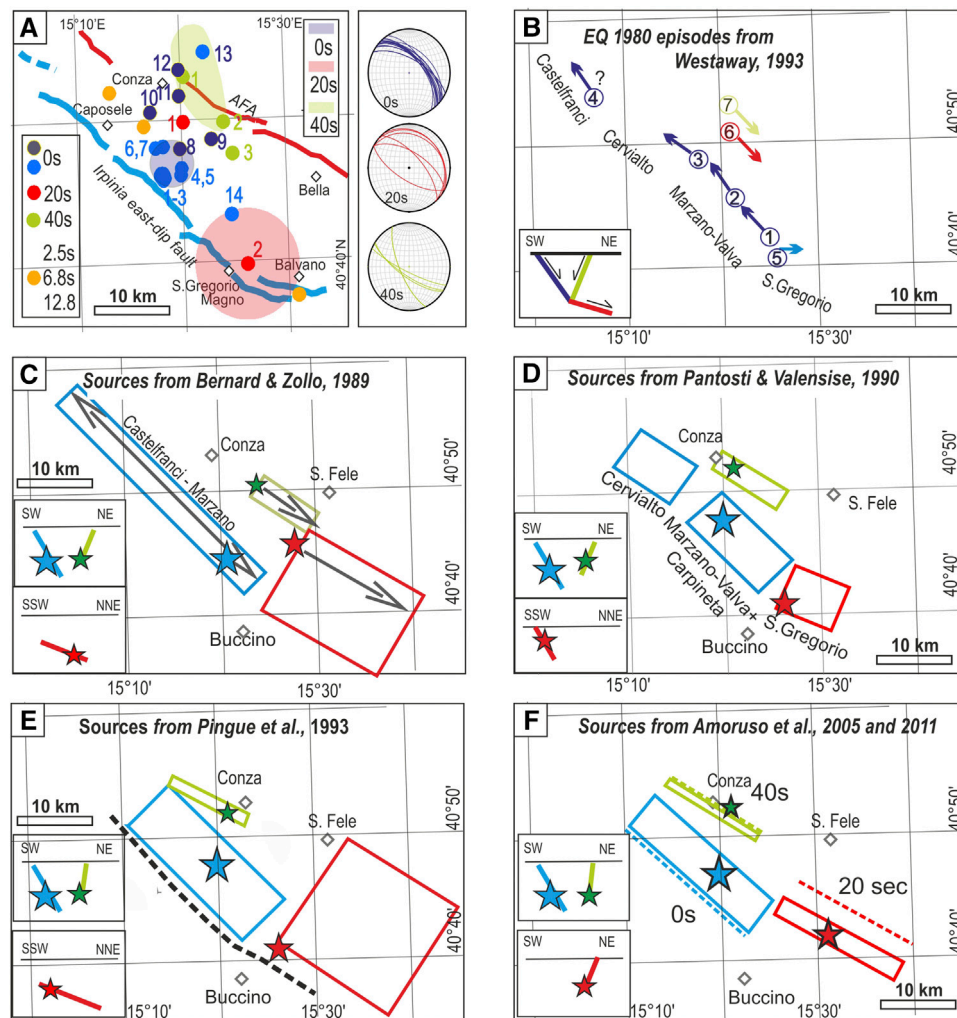 15°10'E
15°30'E
A
12
13
1
Conza
11
10
AFA
Caposele
1
2
9
3
6,7
8
4,5
1-3
14
Bella
Irpinia east-dip fault
2
S.Gregorio
Magno
Balvano
40°40'N
0s
20s
40s
0s
20s
40s
2.5s
6.8s
12.8
10 km
0s
20s
40s
B
EQ 1980 episodes from
Westaway, 1993
Castelfranci
?
4
Cervialto
7
6
3
2
1
5
Marzano-Valva
S. Gregorio
40°50'
40°40'
SW NE
10 km
15°10'
15°30'
C
Sources from Bernard & Zollo, 1989
10 km
Castelfranci - Marzano
Conza
S. Fele
40°50'
40°40'
SW NE
SSW NNE
Buccino
15°10'
15°30'
D
Sources from Pantosti & Valensise, 1990
Conza
S. Fele
Cervialto Marzano-Valva+
Carpineta
S. Gregorio
40°50'
40°40'
SW NE
SSW NNE
Buccino
10 km
15°10'
15°30'
E
Sources from Pingue et al., 1993
10 km
Conza
S. Fele
40°50'
40°40'
SW NE
SSW NNE
Buccino
15°10'
15°30'
F
Sources from Amoruso et al., 2005 and 2011
Conza
40s
S. Fele
40°50'
40°40'
20 sec
0s
SW NE
SW NE
Buccino
10 km
15°10'
15°30'